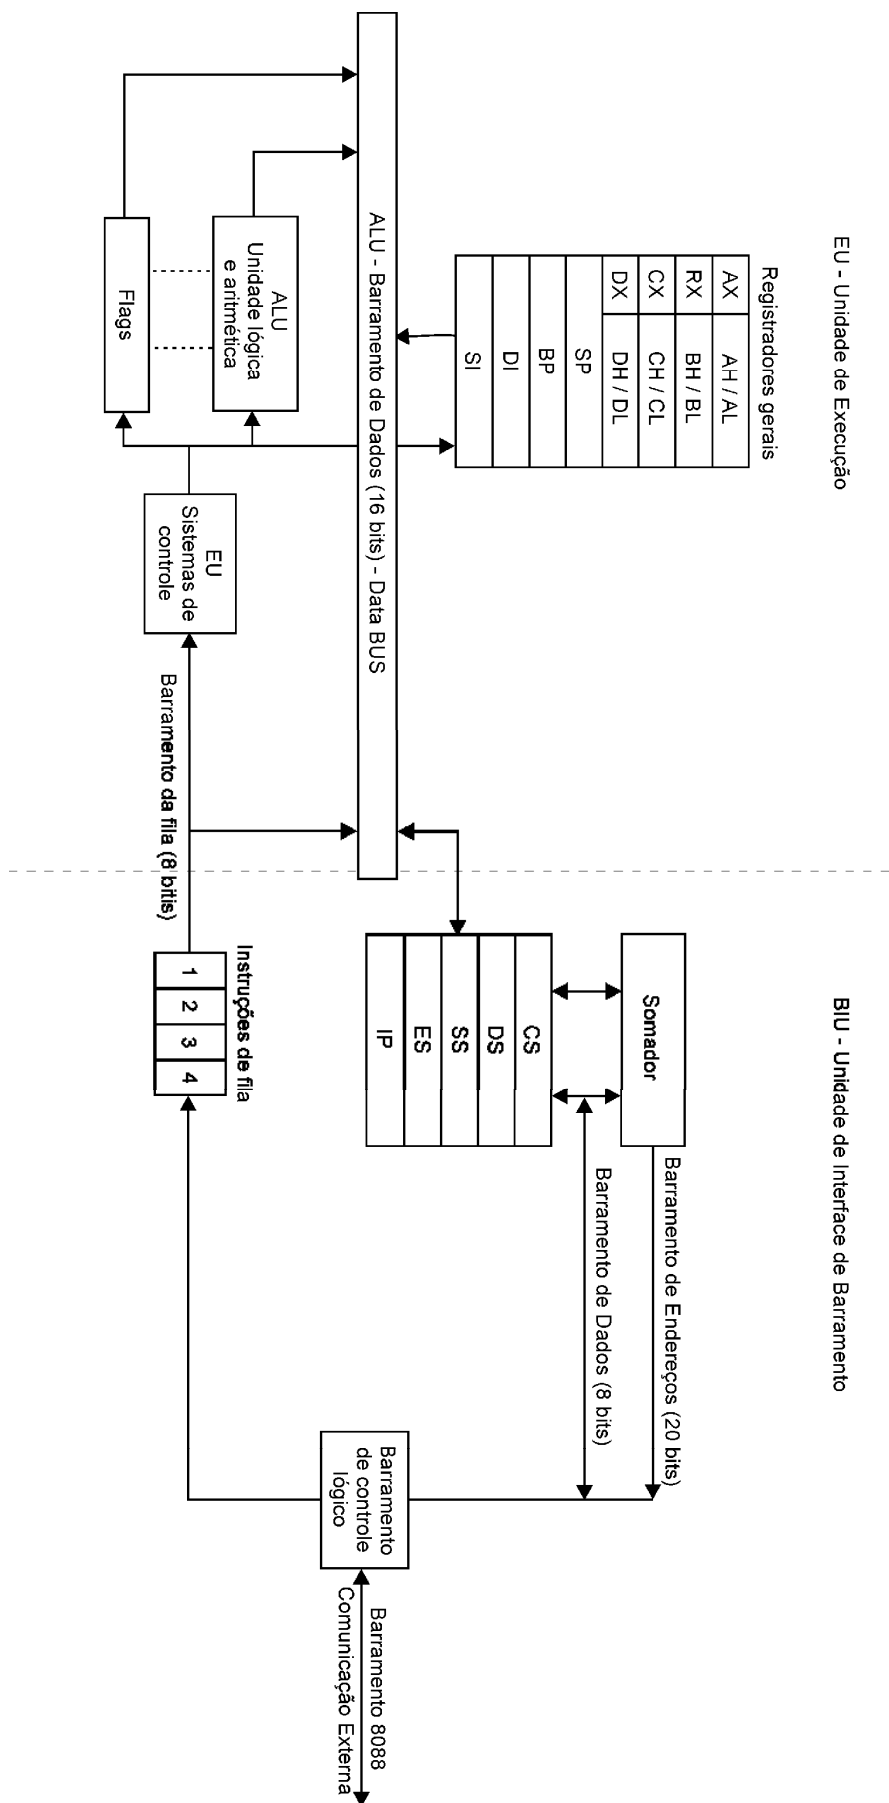 EU - Unidade de Execução
BIU - Unidade de Interface de Barramento
Registradores gerais
AX
AH / AL
RX
BH / BL
CX
CH / CL
DX
DH / DL
SP
BP
DI
SI
ALU - Barramento de Dados (16 bits) - Data BUS
ALU
Unidade lógica
e aritmética
Flags
EU
Sistemas de
controle
Barramento da fila (8 bitis)
Somador
CS
DS
SS
ES
IP
Barramento de Endereços (20 bits)
Barramento de Dados (8 bits)
Instruções de fila
1
2
3
4
Barramento
de controle
lógico
Barramento 8088
Comunicação Externa